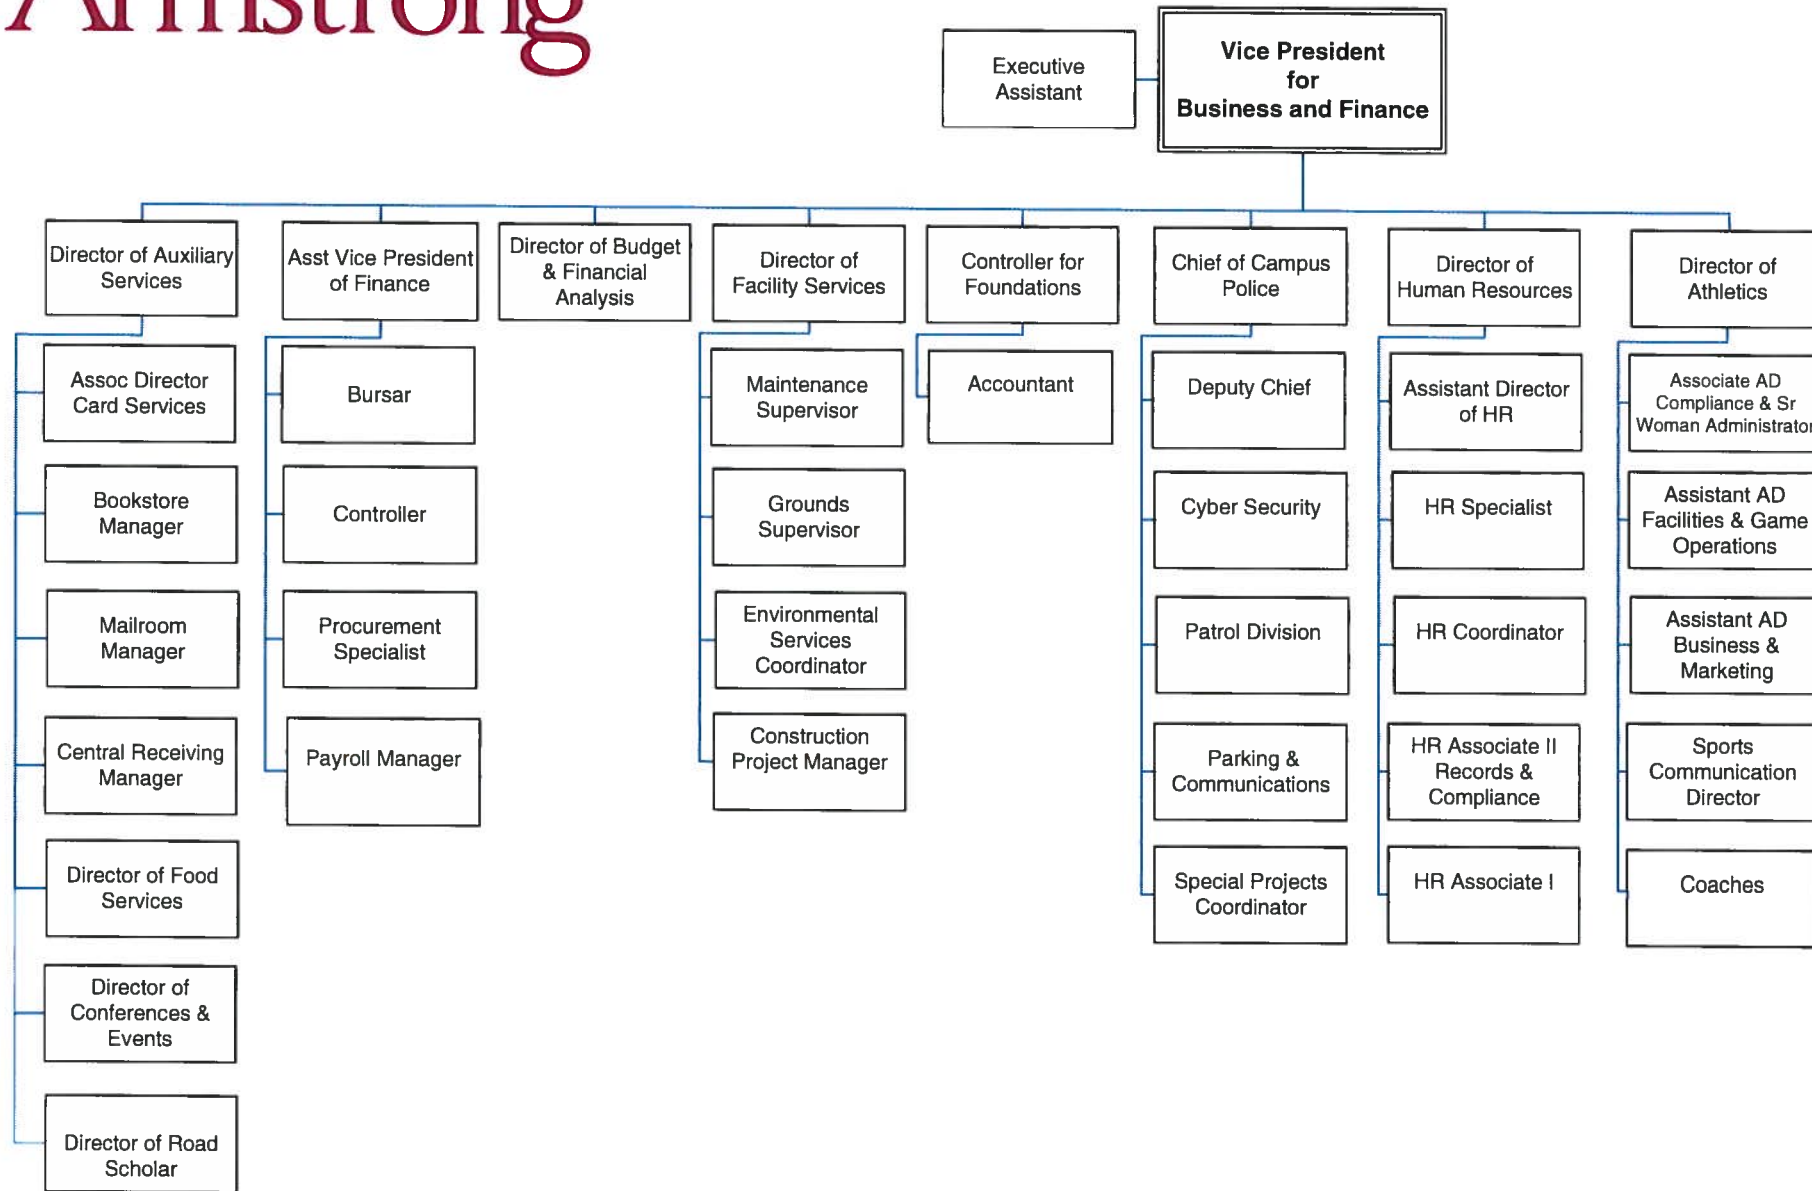 Armstrong
Executive
Assistant
Vice President
for
Business and Finance
Director of Auxiliary
Services
Asst Vice President
of Finance
Director of Budget
& Financial
Analysis
Director of
Facility Services
Controller for
Foundations
Chief of Campus
Police
Director of
Human Resources
Director of
Athletics
Assoc Director
Card Services
Bookstore
Manager
Mailroom
Manager
Central Receiving
Manager
Director of Food
Services
Director of
Conferences &
Events
Director of Road
Scholar
Bursar
Controller
Procurement
Specialist
Payroll Manager
Maintenance
Supervisor
Grounds
Supervisor
Environmental
Services
Coordinator
Construction
Project Manager
Accountant
Deputy Chief
Cyber Security
Patrol Division
Parking &
Communications
Special Projects
Coordinator
Assistant Director
of HR
HR Specialist
HR Coordinator
HR Associate II
Records &
Compliance
HR Associate I
Associate AD
Compliance & Sr
Woman Administrator
Assistant AD
Facilities & Game
Operations
Assistant AD
Business &
Marketing
Sports
Communication
Director
Coaches